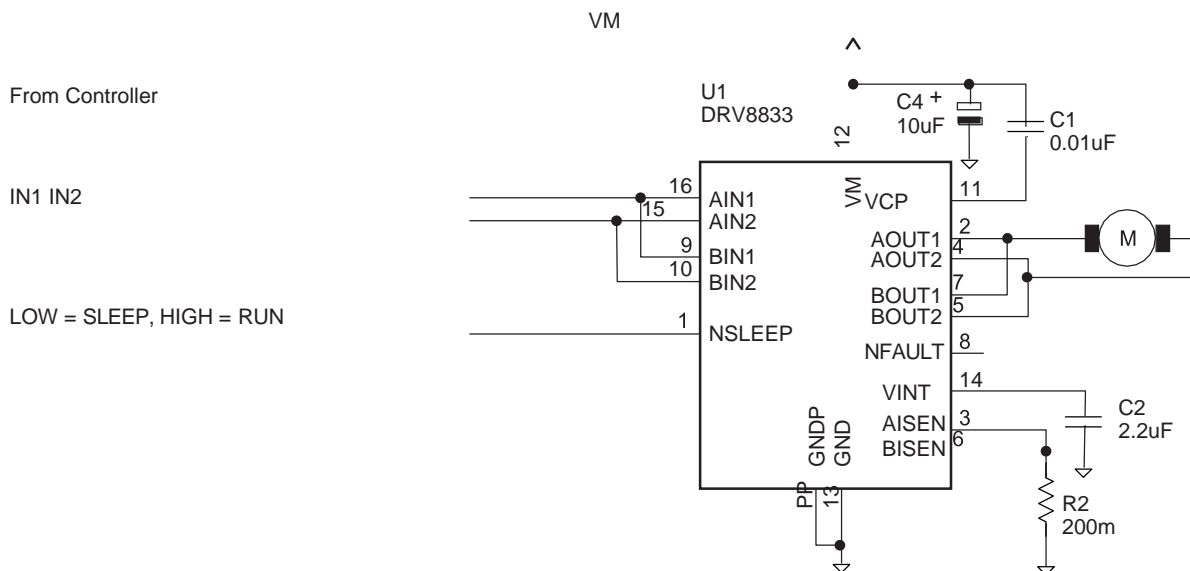 VM
From Controller
U1
DRV8833
C4 +
10uF
C1
0.01uF
12
IN1 IN2
16
15
9
10
AIN1
AIN2
BIN1
BIN2
VM
VCP
11
AOUT1
2
AOUT2
4
M
BOUT1
7
BOUT2
5
LOW = SLEEP, HIGH = RUN
1
NSLEEP
NFAULT
8
VINT
14
C2
2.2uF
AISEN
3
BISEN
6
GNDP
GND
PP
13
R2
200m